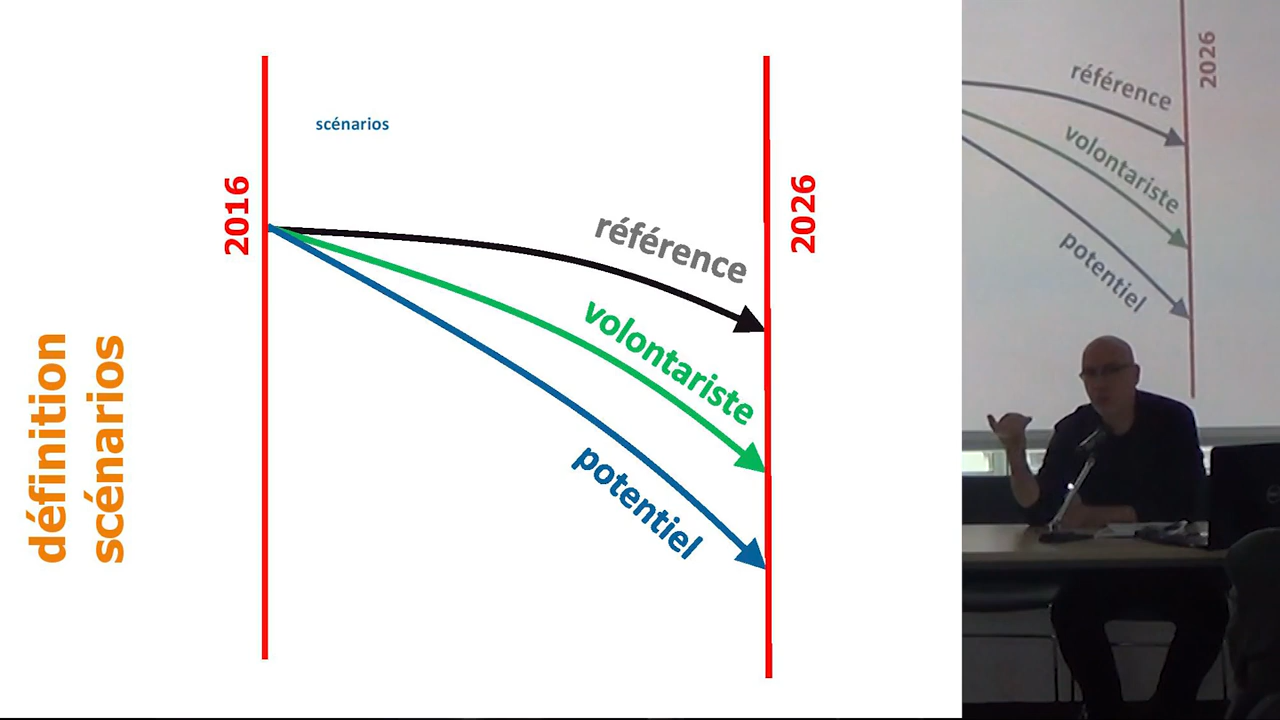 définition
scénarios
scénarios
2016
2026
référence
volontariste
potentiel
2026
référence
volontariste
potentiel